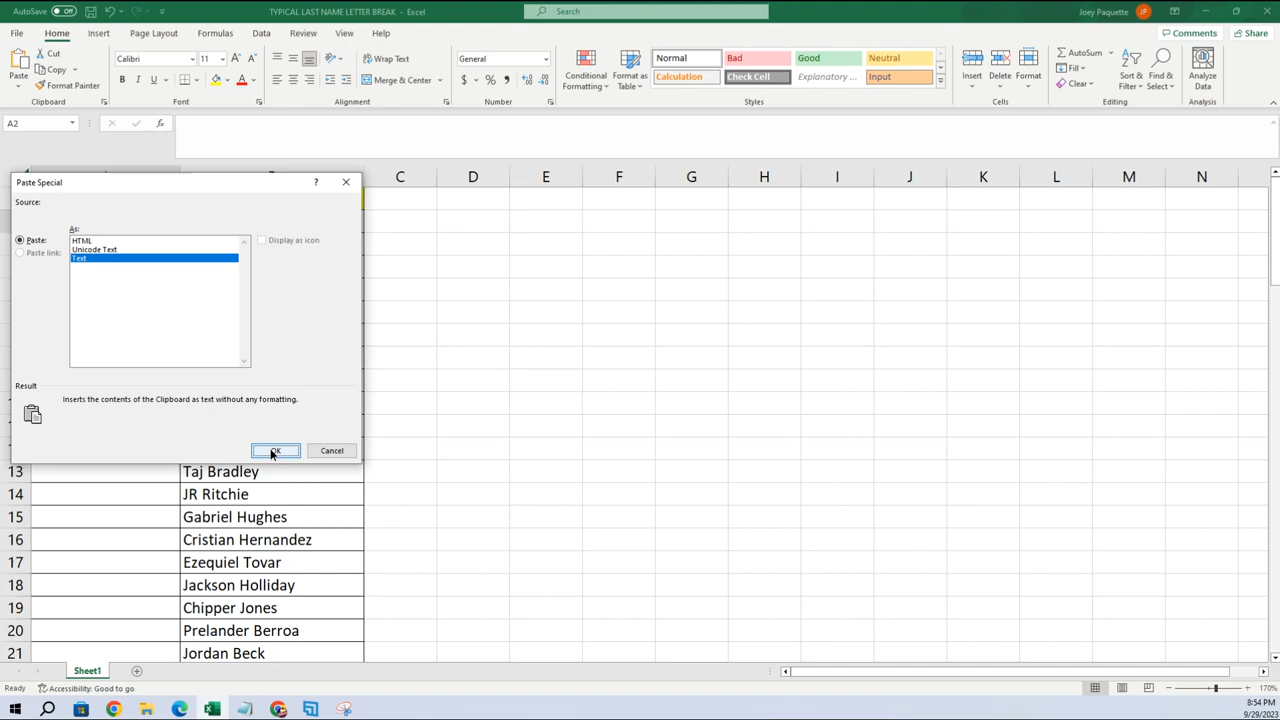 AutoSave Off TYPICAL LAST NAME LETTER BREAK - Excel Search Joey Paquette JP
File Home Insert Page Layout Formulas Data Review View Help Comments Share
Paste Cut Copy Format Painter
Clipboard
Calibri 11
B I U
Font
Wrap Text
Merge & Center
Alignment
General
$ % ,
Number
Conditional Formatting Format as Table
Normal Bad Good Neutral
Calculation Check Cell Explanatory ... Input
Styles
Insert Delete Format
Cells
AutoSum
Fill
Clear
Sort & Filter Find & Select
Editing
Analyze Data
Analysis
A2 fx
C D E F G H I J K L M N
Paste Special ?
Source:
As:
Paste:
Paste link:
HTML
Unicode Text
Text
Display as icon
Result
Inserts the contents of the Clipboard as text without any formatting.
OK Cancel
13 Taj Bradley
14 JR Ritchie
15 Gabriel Hughes
16 Cristian Hernandez
17 Ezequiel Tovar
18 Jackson Holliday
19 Chipper Jones
20 Prelander Berroa
21 Jordan Beck
Sheet1
Ready Accessibility: Good to go 170%
8:54 PM
9/29/2023